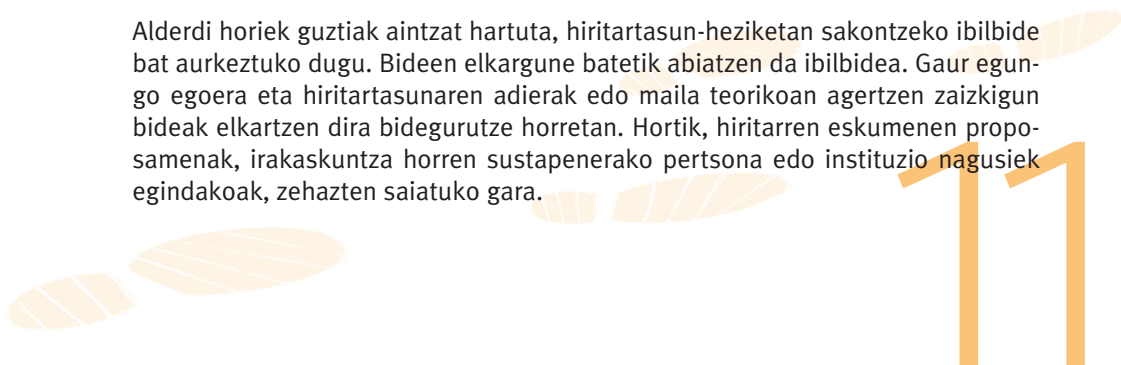 Alderdi horiek guztiak aintzat hartuta, hiritartasun-heziketan sakontzeko ibilbide
bat aurkeztuko dugu. Bideen elkargune batetik abiatzen da ibilbidea. Gaur egun-
go egoera eta hiritartasunaren adierak edo maila teorikoan agertzen zaizkigun
bideak elkartzen dira bidegurutze horretan. Hortik, hiritarren eskumenen propo-
samenak, irakaskuntza horren sustapenerako pertsona edo instituzio nagusiek
egindakoak, zehazten saiatuko gara.
11